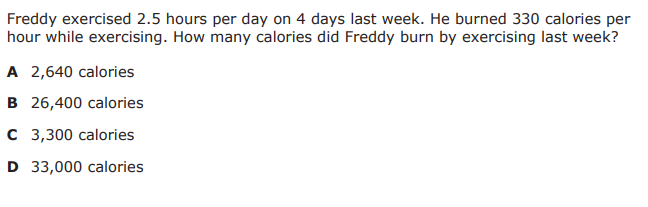 Freddy exercised 2.5 hours per day on 4 days last week. He burned 330 calories per
hour while exercising. How many calories did Freddy burn by exercising last week?
A 2,640 calories
B 26,400 calories
C 3,300 calories
D 33,000 calories